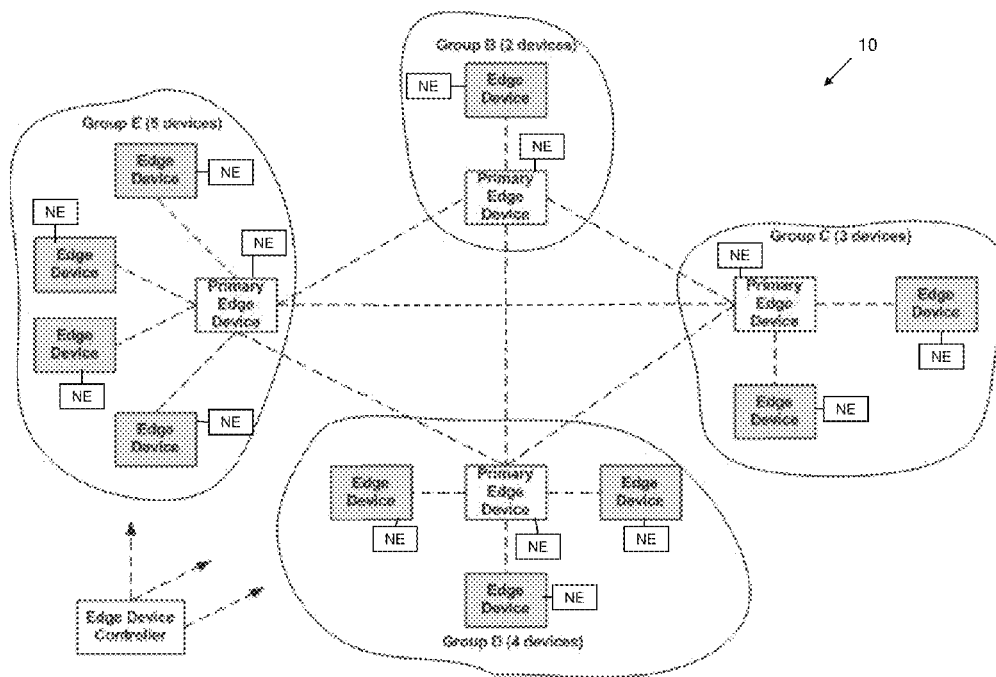 10
Group B (2 devices)
NE
Edge
Device
NE
Primary
Edge
Device
Group E (5 devices)
Edge
Device
NE
NE
Edge
Device
NE
Primary
Edge
Device
Edge
Device
NE
Edge
Device
NE
Group C (3 devices)
NE
Primary
Edge
Device
Edge
Device
NE
Edge
Device
NE
Edge
Device
NE
Primary
Edge
Device
NE
Edge
Device
NE
Edge
Device
NE
Group D (4 devices)
Edge Device
Controller